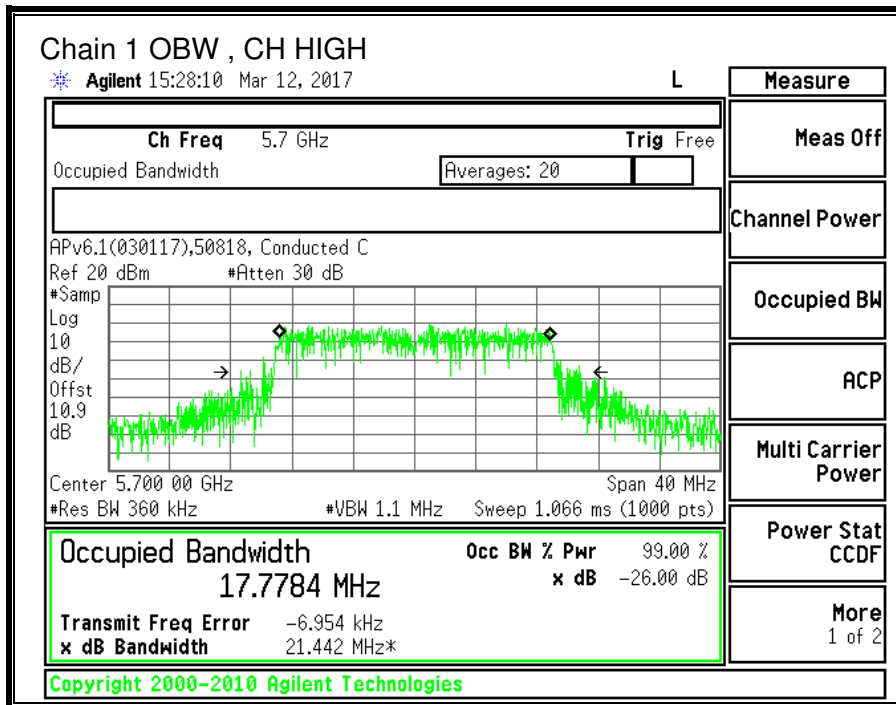 Chain 1 OBW , CH HIGH
Agilent 15:28:10 Mar 12, 2017 L
Measure
Ch Freq 5.7 GHz Trig Free
Meas Off
Occupied Bandwidth Averages: 20
Channel Power
APv6.1(030117),50818, Conducted C
Ref 20 dBm #Atten 30 dB
#Samp
Log
10
dB/
Offst
10.9
dB
Occupied BW
ACP
Multi Carrier
Power
Center 5.700 00 GHz Span 40 MHz
#Res BW 360 kHz #VBW 1.1 MHz Sweep 1.066 ms (1000 pts)
Occupied Bandwidth Occ BW % Pwr 99.00 %
17.7784 MHz x dB -26.00 dB
Transmit Freq Error -6.954 kHz
x dB Bandwidth 21.442 MHz*
Power Stat
CCDF
More
1 of 2
Copyright 2000-2010 Agilent Technologies